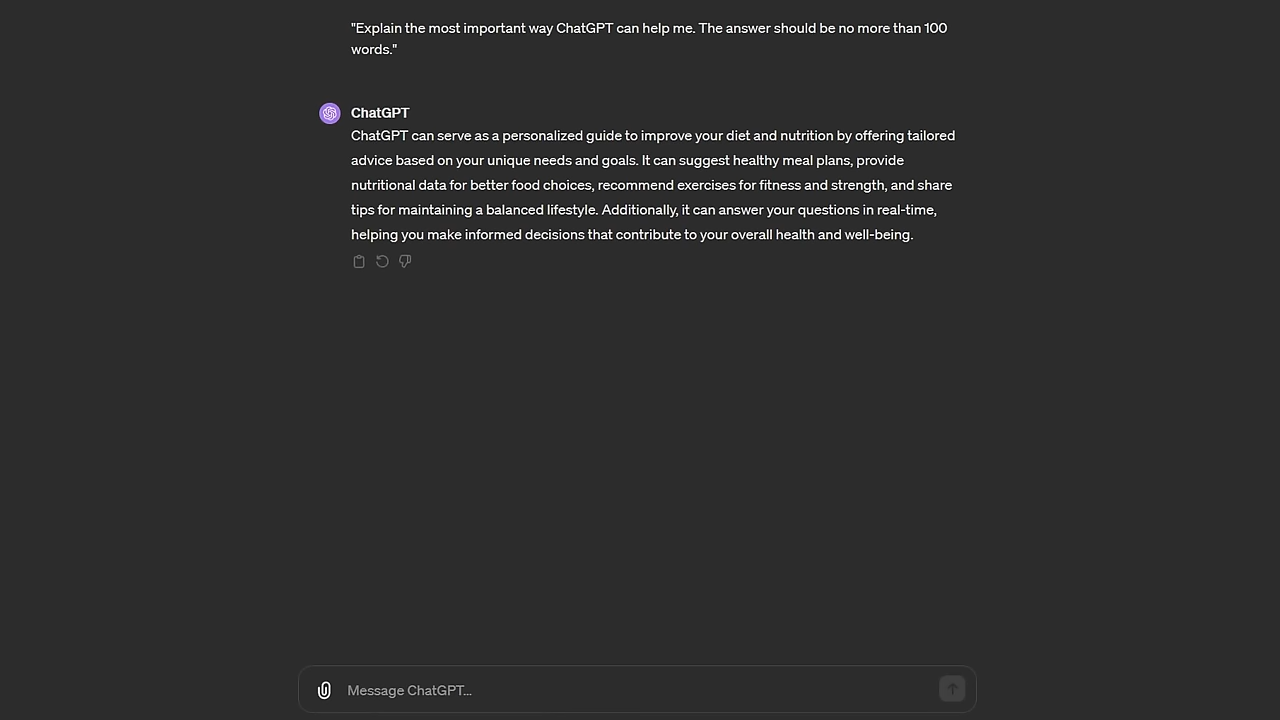 "Explain the most important way ChatGPT can help me. The answer should be no more than 100
words."
ChatGPT
ChatGPT can serve as a personalized guide to improve your diet and nutrition by offering tailored
advice based on your unique needs and goals. It can suggest healthy meal plans, provide
nutritional data for better food choices, recommend exercises for fitness and strength, and share
tips for maintaining a balanced lifestyle. Additionally, it can answer your questions in real-time,
helping you make informed decisions that contribute to your overall health and well-being.
Message ChatGPT...